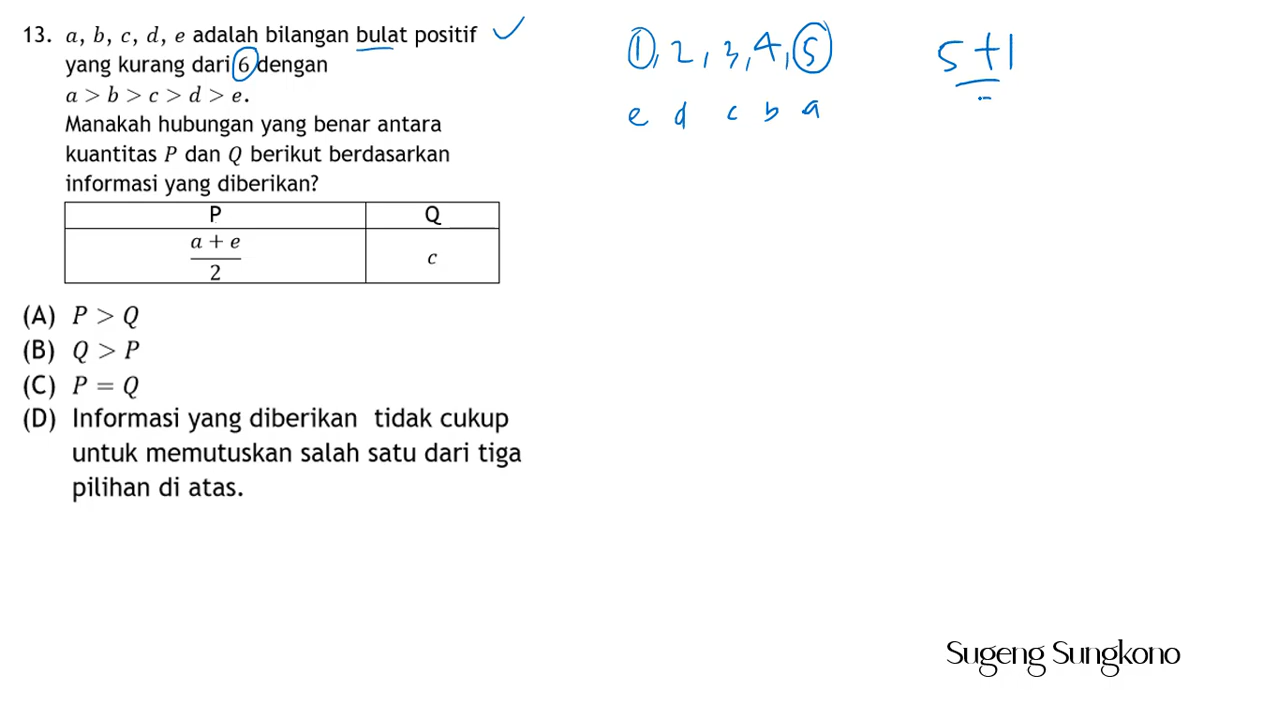 13. a, b, c, d, e adalah bilangan bulat positif
yang kurang dari 6 dengan
a > b > c > d > e.
Manakah hubungan yang benar antara
kuantitas P dan Q berikut berdasarkan
informasi yang diberikan?
P Q
a + e
2
c
(A) P > Q
(B) Q > P
(C) P = Q
(D) Informasi yang diberikan tidak cukup
untuk memutuskan salah satu dari tiga
pilihan di atas.
1, 2, 3, 4, 5
e d c b a
5 + 1
Sugeng Sungkono